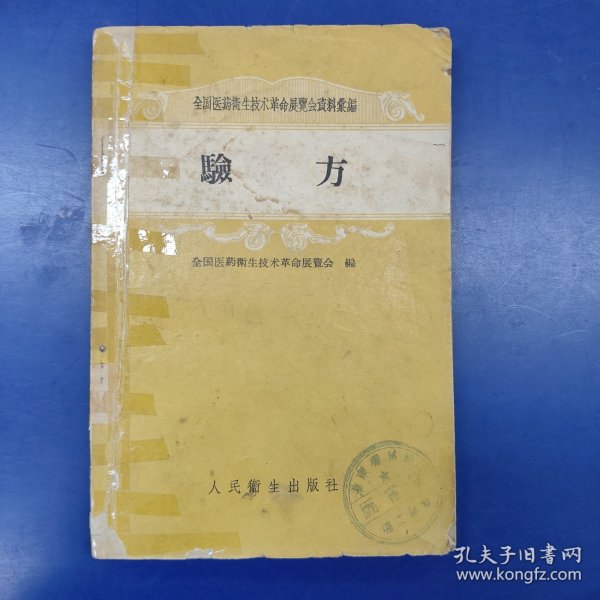 全国医药衛生技术革命展覽会資料彙編
驗方
全国医药衛生技术革命展覽会 編
人民衛生出版社
孔夫子旧书网
www.kongfz.com